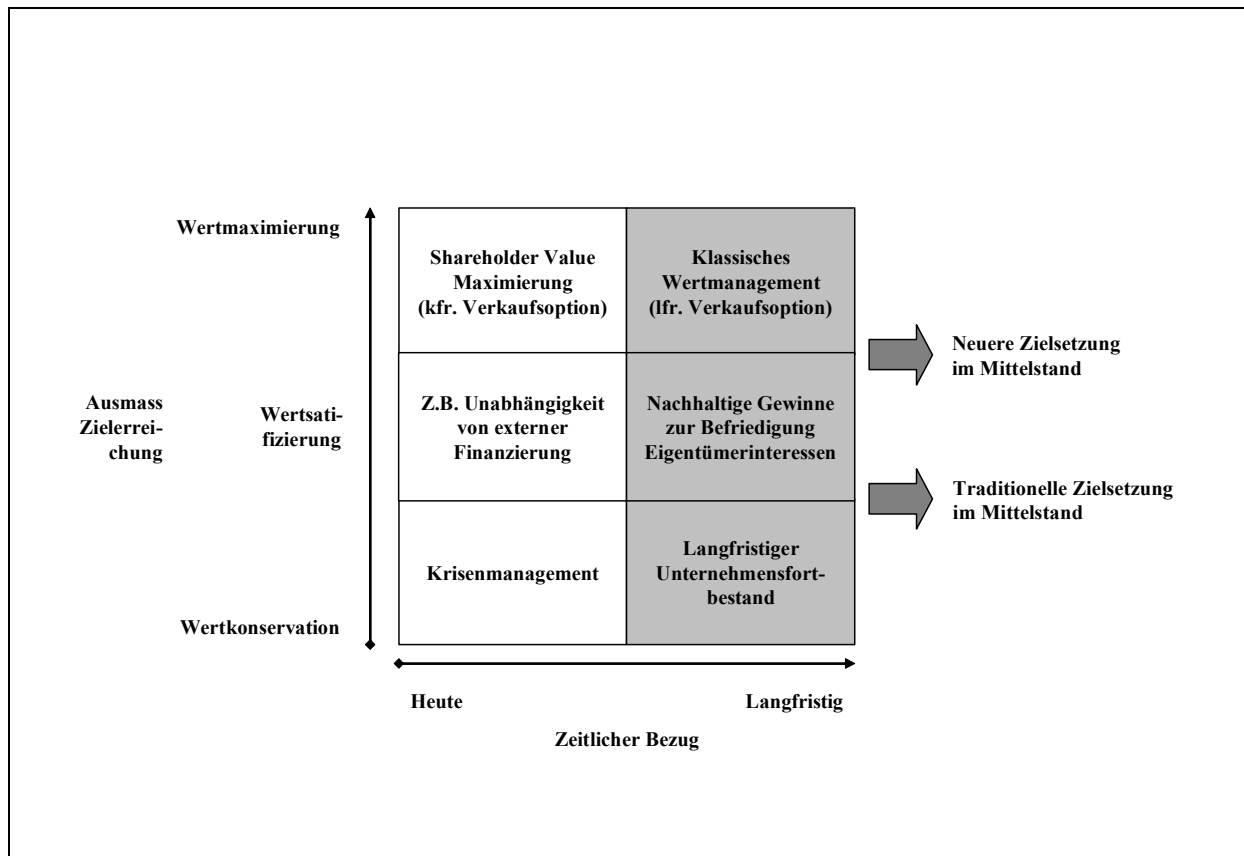 Wertmaximierung
Shareholder Value
Maximierung
(kfr. Verkaufsoption)
Klassisches
Wertmanagement
(lfr. Verkaufsoption)
Neuere Zielsetzung
im Mittelstand
Ausmass
Zielerrei-
chung
Wertsati-
fizierung
Z.B. Unabhängigkeit
von externer
Finanzierung
Nachhaltige Gewinne
zur Befriedigung
Eigentümerinteressen
Traditionelle Zielsetzung
im Mittelstand
Krisenmanagement
Langfristiger
Unternehmensfort-
bestand
Wertkonservation
Heute
Langfristig
Zeitlicher Bezug